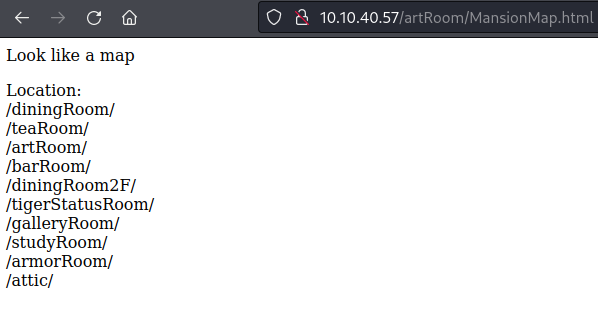 10.10.40.57/artRoom/MansionMap.html
Look like a map
Location:
/diningRoom/
/teaRoom/
/artRoom/
/barRoom/
/diningRoom2F/
/tigerStatusRoom/
/galleryRoom/
/studyRoom/
/armorRoom/
/attic/